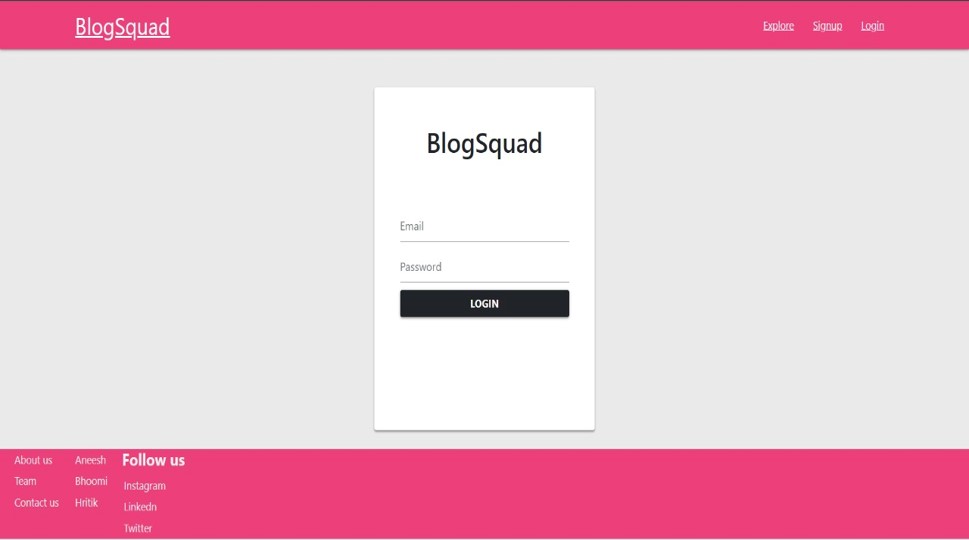 BlogSquad
Explore Signup Login
BlogSquad
Email
Password
LOGIN
About us
Team
Contact us
Aneesh
Bhoomi
Hritik
Follow us
Instagram
Linkedn
Twitter